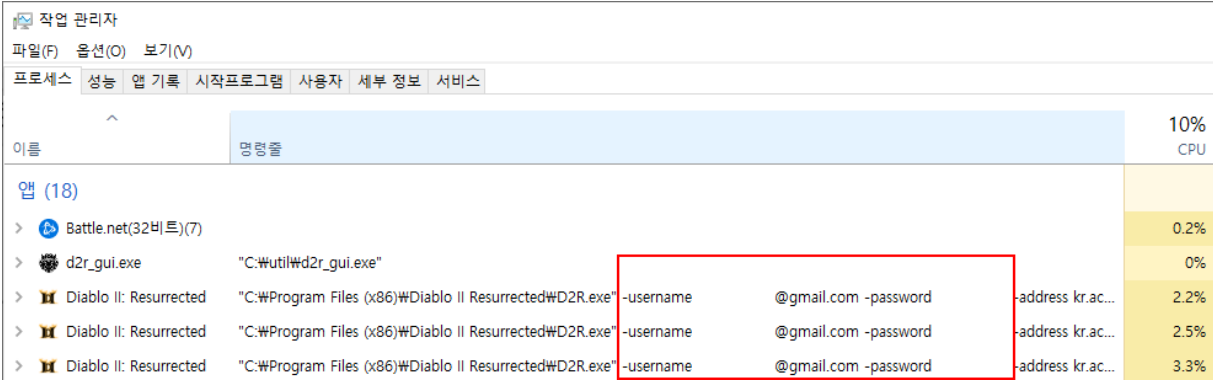 작업 관리자
파일(F) 옵션(O) 보기(V)
프로세스 성능 앱 기록 시작프로그램 사용자 세부 정보 서비스
10%
이름 명령줄 CPU
앱 (18)
Battle.net(32비트)(7) 0.2%
d2r_gui.exe "C:₩util₩d2r_gui.exe" 0%
Diablo II: Resurrected "C:₩Program Files (x86)₩Diablo II Resurrected₩D2R.exe" -username @gmail.com -password -address kr.ac... 2.2%
Diablo II: Resurrected "C:₩Program Files (x86)₩Diablo II Resurrected₩D2R.exe" -username @gmail.com -password -address kr.ac... 2.5%
Diablo II: Resurrected "C:₩Program Files (x86)₩Diablo II Resurrected₩D2R.exe" -username @gmail.com -password -address kr.ac... 3.3%